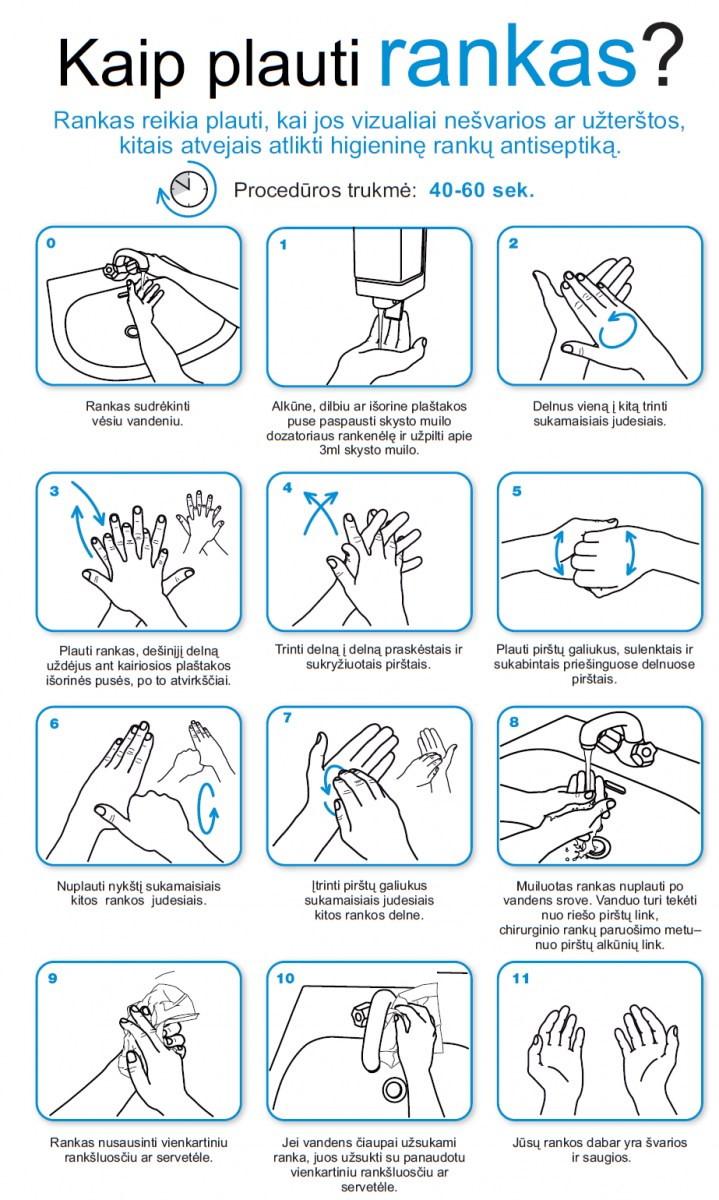 Kaip plauti rankas?
Rankas reikia plauti, kai jos vizualiai nešvarios ar užterštos,
kitais atvejais atlikti higieninę rankų antiseptiką.
Procedūros trukmė: 40-60 sek.
0
Rankas sudrėkinti
vėsiu vandeniu.
1
Alkūne, dilbiu ar išorine plaštakos
puse paspausti skysto muilo
dozatoriaus rankenėlę ir užpilti apie
3ml skysto muilo.
2
Delnus vieną į kitą trinti
sukamaisiais judesiais.
3
Plauti rankas, dešinįjį delną
uždėjus ant kairiosios plaštakos
išorinės pusės, po to atvirkščiai.
4
Trinti delną į delną praskėstais ir
sukryžiuotais pirštais.
5
Plauti pirštų galiukus, sulenktais ir
sukabintais priešinguose delnuose
pirštais.
6
Nuplauti nykštį sukamaisiais
kitos rankos judesiais.
7
Įtrinti pirštų galiukus
sukamaisiais judesiais
kitos rankos delne.
8
Muiluotas rankas nuplauti po
vandens srove. Vanduo turi tekėti
nuo riešo pirštų link,
chirurginio rankų paruošimo metu–
nuo pirštų alkūnių link.
9
Rankas nusausinti vienkartiniu
rankšluosčiu ar servetėle.
10
Jei vandens čiaupai užsukami
ranka, juos užsukti su panaudotu
vienkartiniu rankšluosčiu ar
servetėle.
11
Jūsų rankos dabar yra švarios
ir saugios.